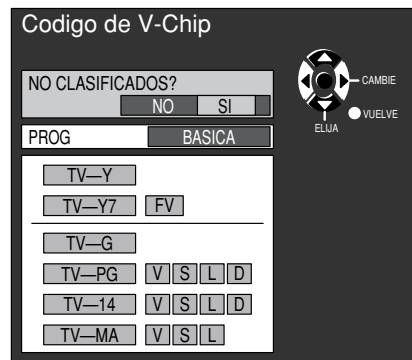 Codigo de V-Chip
NO CLASIFICADOS?
NO SI
PROG BASICA
TV—Y
TV—Y7 FV
TV—G
TV—PG V S L D
TV—14 V S L D
TV—MA V S L
CAMBIE
VUELVE
ELIJA